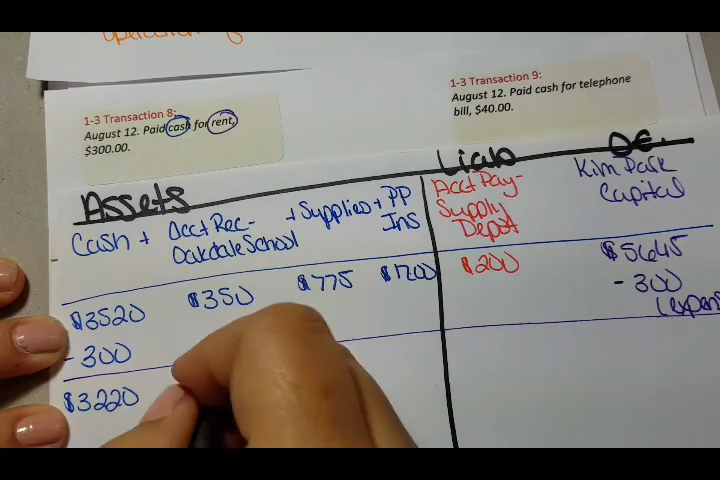 1-3 Transaction 8:
August 12. Paid cash for rent,
$300.00.
1-3 Transaction 9:
August 12. Paid cash for telephone
bill, $40.00.
Assets
Liab
O.E.
Cash + Acct Rec- + Supplies + PP
Oakdale School Ins
Acct Pay-
Supply
Depot
Kim Park
Capital
$3520 $350 $775 $1200 $200 $5645
- 300 - 300
(expens
$3220